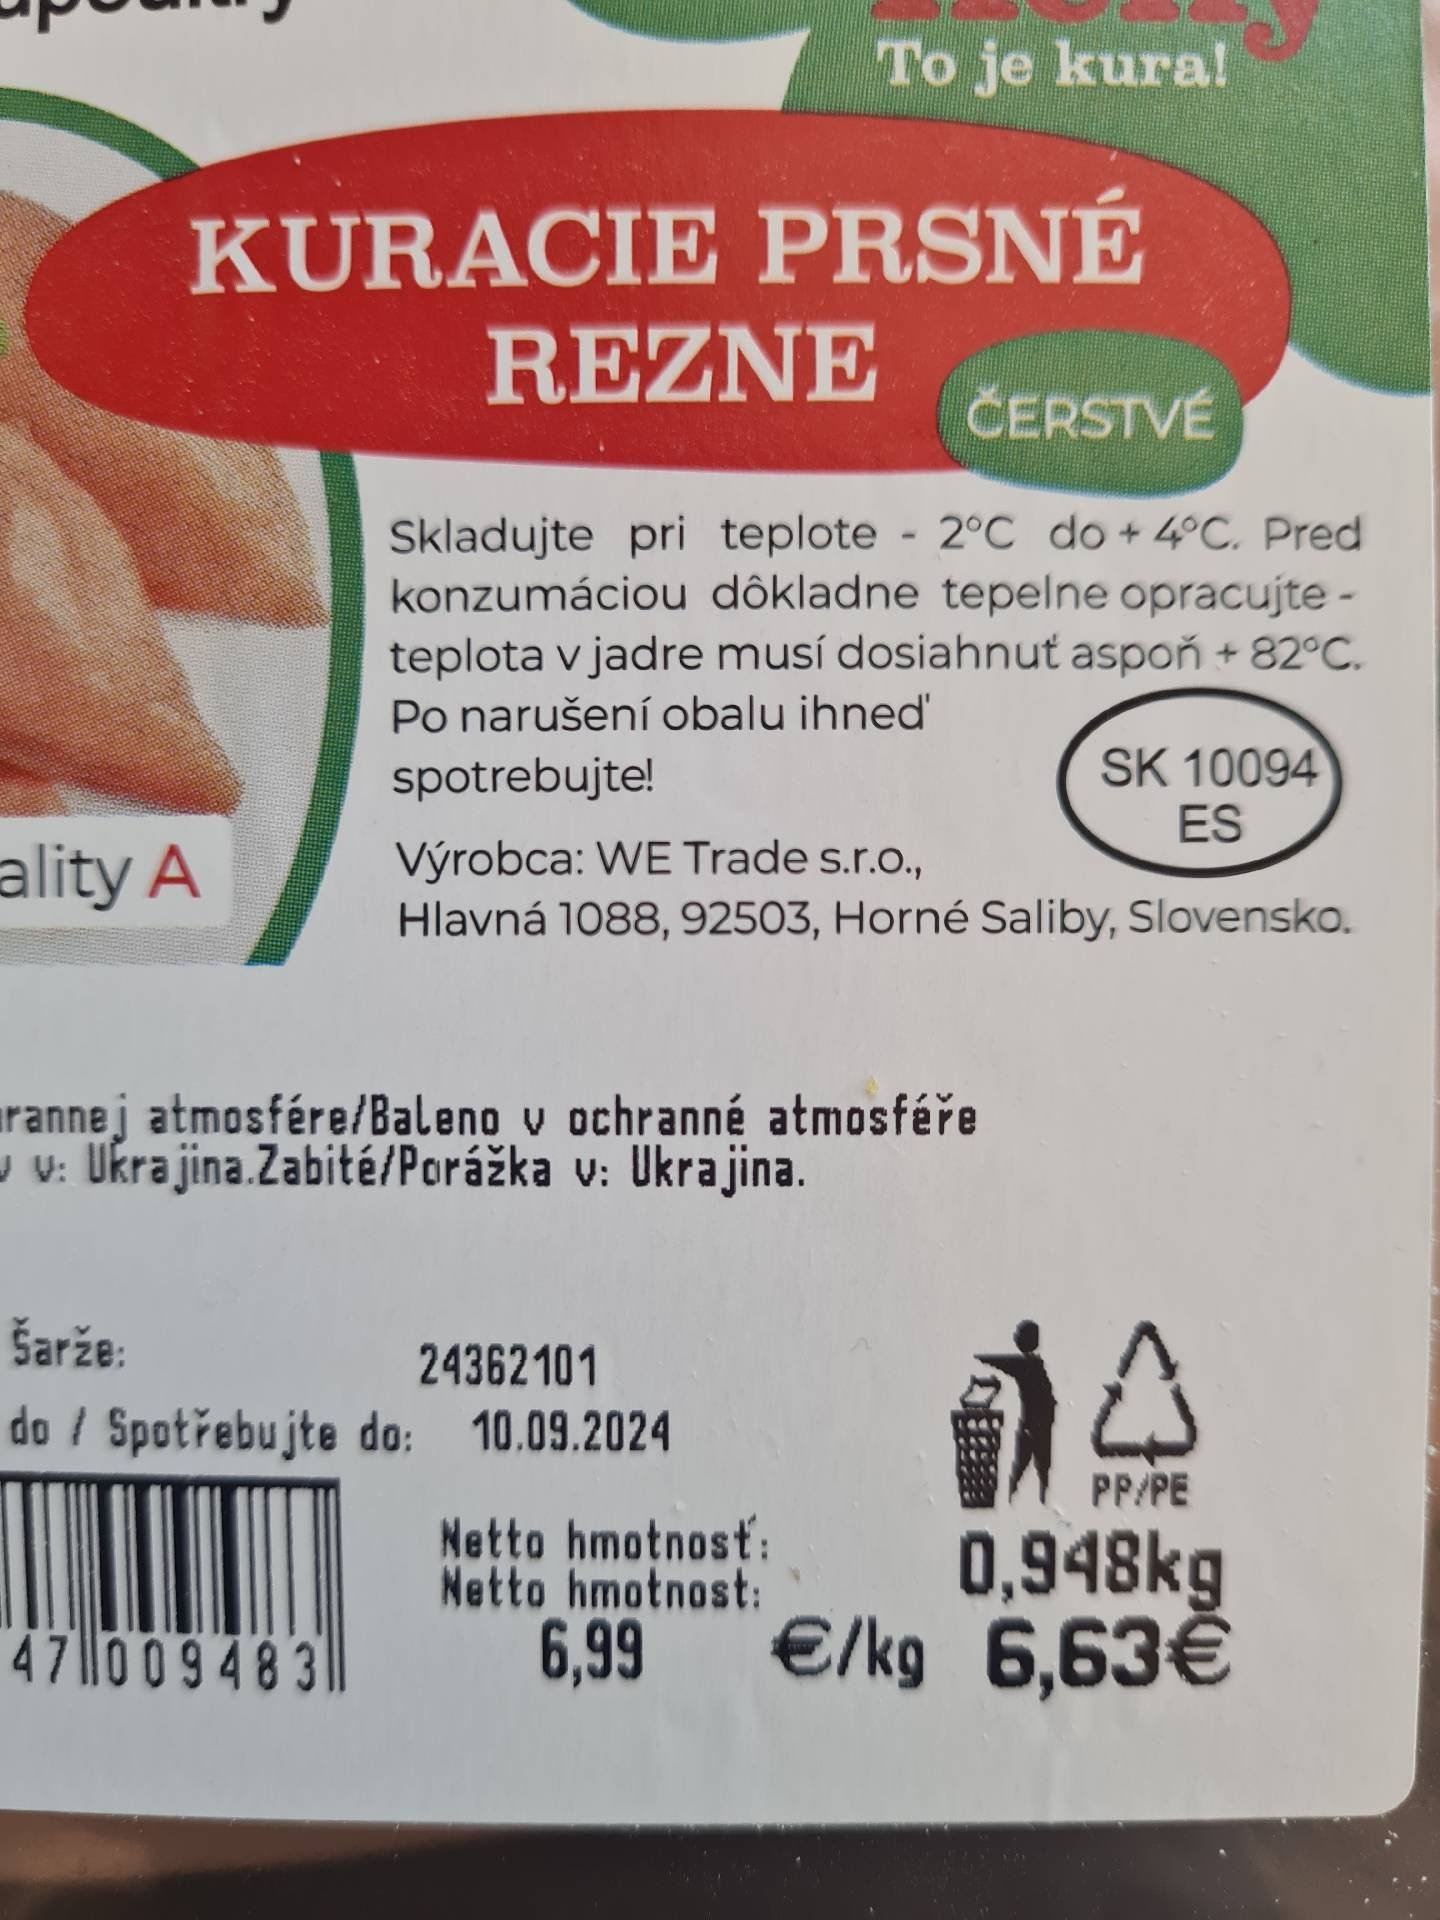 To je kura!
KURACIE PRSNÉ
REZNE
ČERSTVÉ
Skladujte pri teplote - 2°C do + 4°C. Pred
konzumáciou dôkladne tepelne opracujte -
teplota v jadre musí dosiahnuť aspoň + 82°C.
Po narušení obalu ihneď
spotrebujte!
SK 10094
ES
Výrobca: WE Trade s.r.o.,
Hlavná 1088, 92503, Horné Saliby, Slovensko.
ality A
rannej atmosfére/Baleno v ochranné atmosféře
v: Ukrajina.Zabité/Porážka v: Ukrajina.
Šarže: 24362101
do / Spotřebujte do: 10.09.2024
PP/PE
Netto hmotnosť:
Netto hmotnost: 0,948kg
6,99 €/kg 6,63€
47 009483